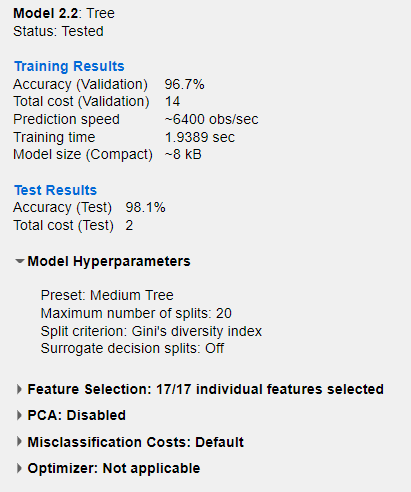 Model 2.2: Tree
Status: Tested
Training Results
Accuracy (Validation) 96.7%
Total cost (Validation) 14
Prediction speed ~6400 obs/sec
Training time 1.9389 sec
Model size (Compact) ~8 kB
Test Results
Accuracy (Test) 98.1%
Total cost (Test) 2
Model Hyperparameters
Preset: Medium Tree
Maximum number of splits: 20
Split criterion: Gini's diversity index
Surrogate decision splits: Off
Feature Selection: 17/17 individual features selected
PCA: Disabled
Misclassification Costs: Default
Optimizer: Not applicable